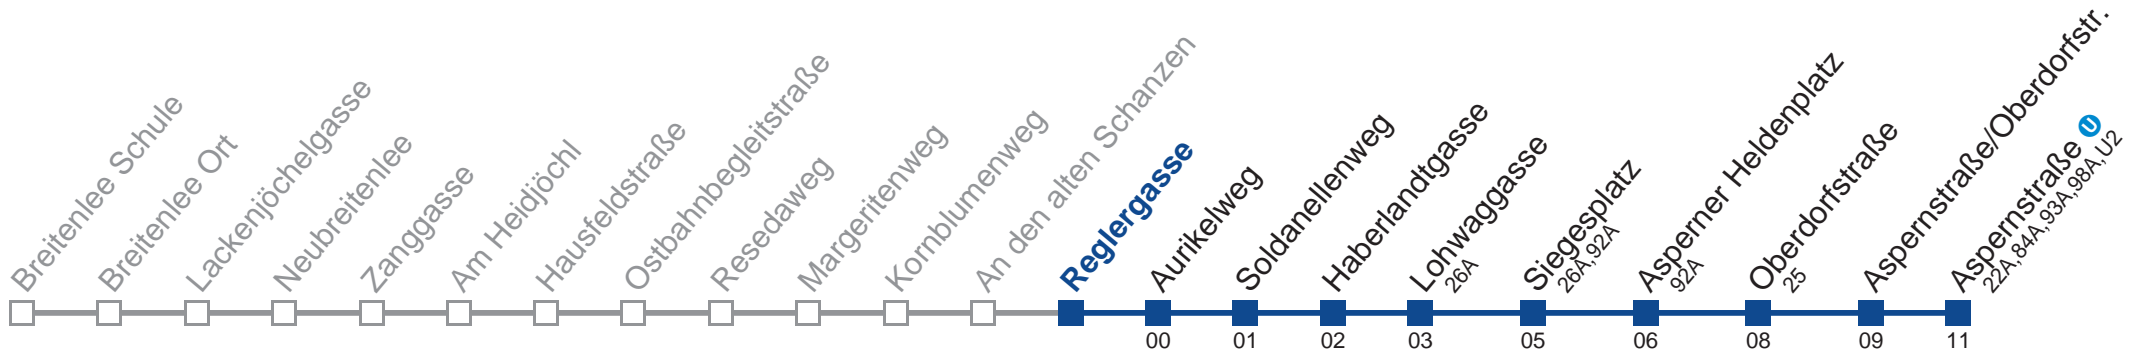 Breitenlee Schule
Breitenlee Ort
Lackenjöchelgasse
Neubreitenlee
Zanggasse
Am Heidjöchl
Hausfeldstraße
Ostbahnbegleitstraße
Resedaweg
Margeritenweg
Kornblumenweg
An den alten Schanzen
Reglergasse
Aurikelweg
Soldanellenweg
Haberlandtgasse
Lohwaggasse
26A
Siegesplatz
26A,92A
Asperner Heldenplatz
92A
Oberdorfstraße
25
Aspernstraße/Oberdorfstr.
Aspernstraße U
22A,84A,93A,98A,U2
00 01 02 03 05 06 08 09 11